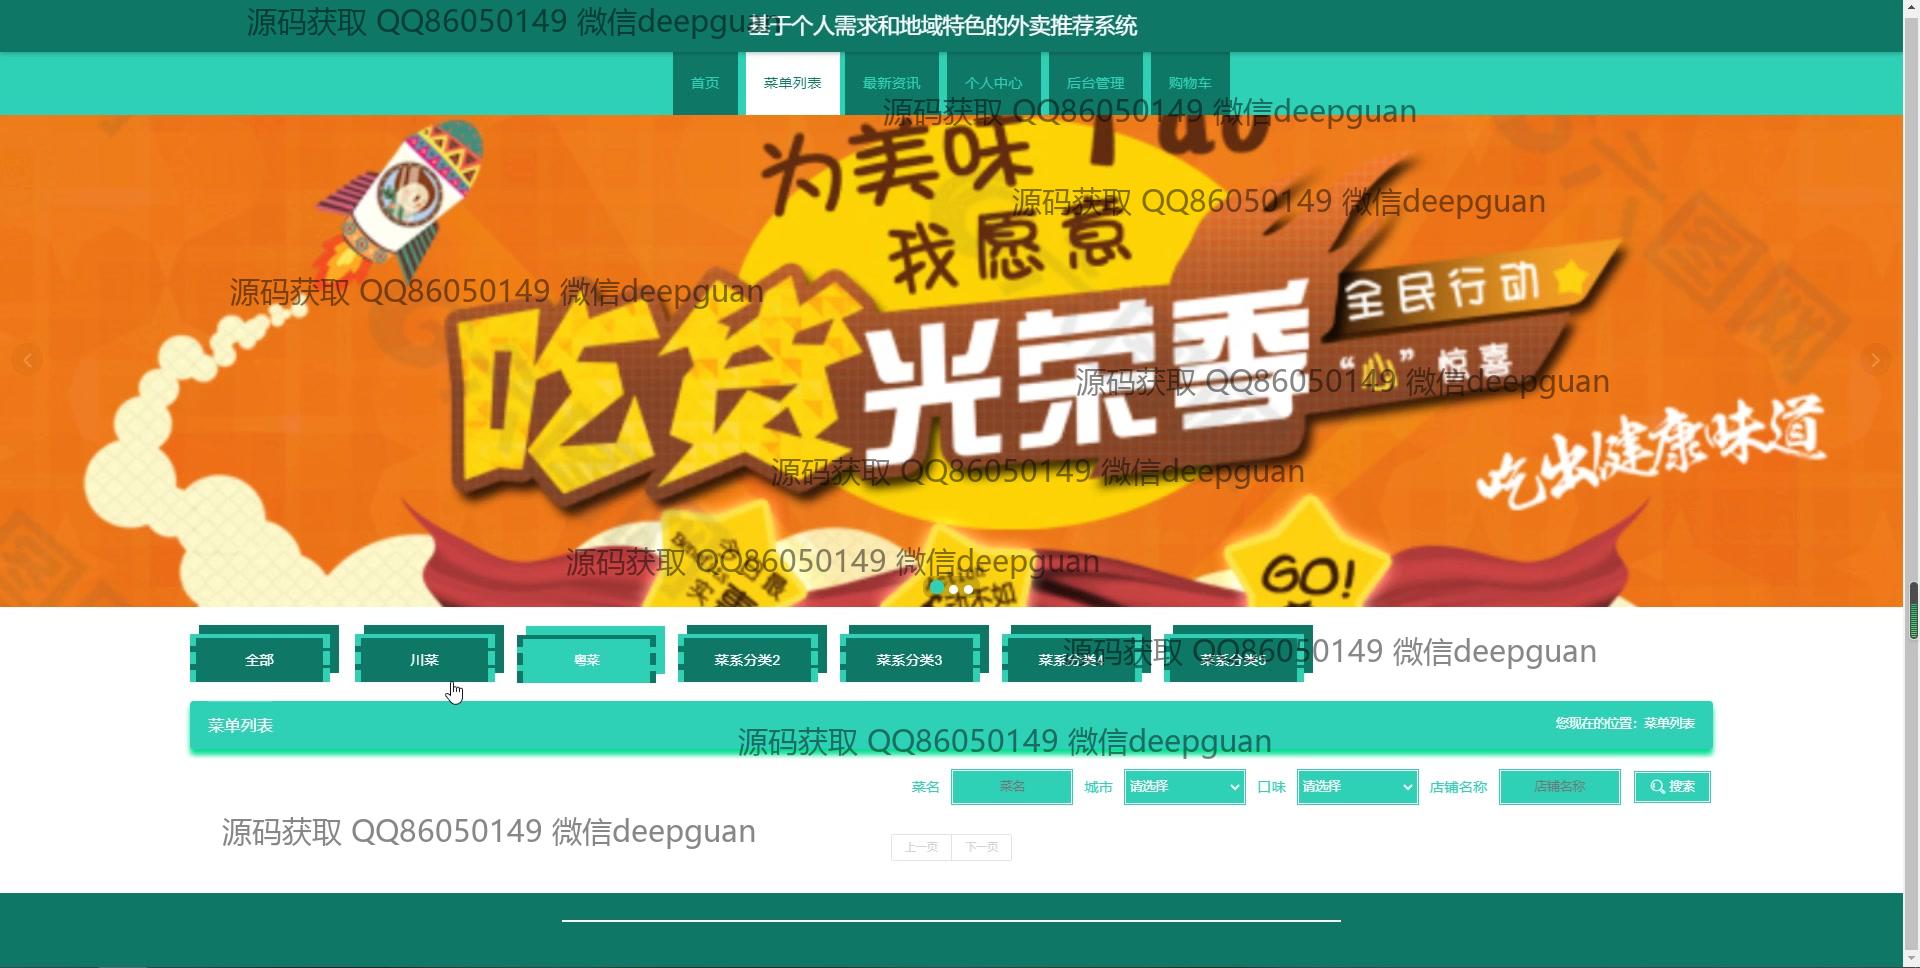 基于个人需求和地域特色的外卖推荐系统
源码获取 QQ86050149 微信deepguan
首页 菜单列表 最新资讯 个人中心 后台管理 购物车
源码获取 QQ86050149 微信deepguan
为美味
源码获取 QQ86050149 微信deepguan
我愿意
全民行动
源码获取 QQ86050149 微信deepguan
吃货光荣季
“小”惊喜
源码获取 QQ86050149 微信deepguan
吃出健康味道
源码获取 QQ86050149 微信deepguan
源码获取 QQ86050149 微信deepguan
GO!
全部 川菜 粤菜 菜系分类2 菜系分类3 菜系分类4 菜系分类5
源码获取 QQ86050149 微信deepguan
菜单列表 您现在的位置：菜单列表
源码获取 QQ86050149 微信deepguan
菜名 菜名 城市 请选择 口味 请选择 店铺名称 店铺名称 搜索
源码获取 QQ86050149 微信deepguan
上一页 下一页